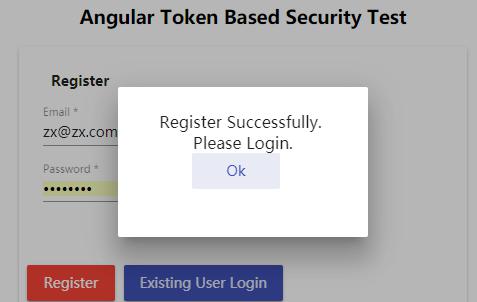 Angular Token Based Security Test
Register
Email *
zx@zx.com
Password *
••••••••
Register Successfully.
Please Login.
Ok
Register
Existing User Login